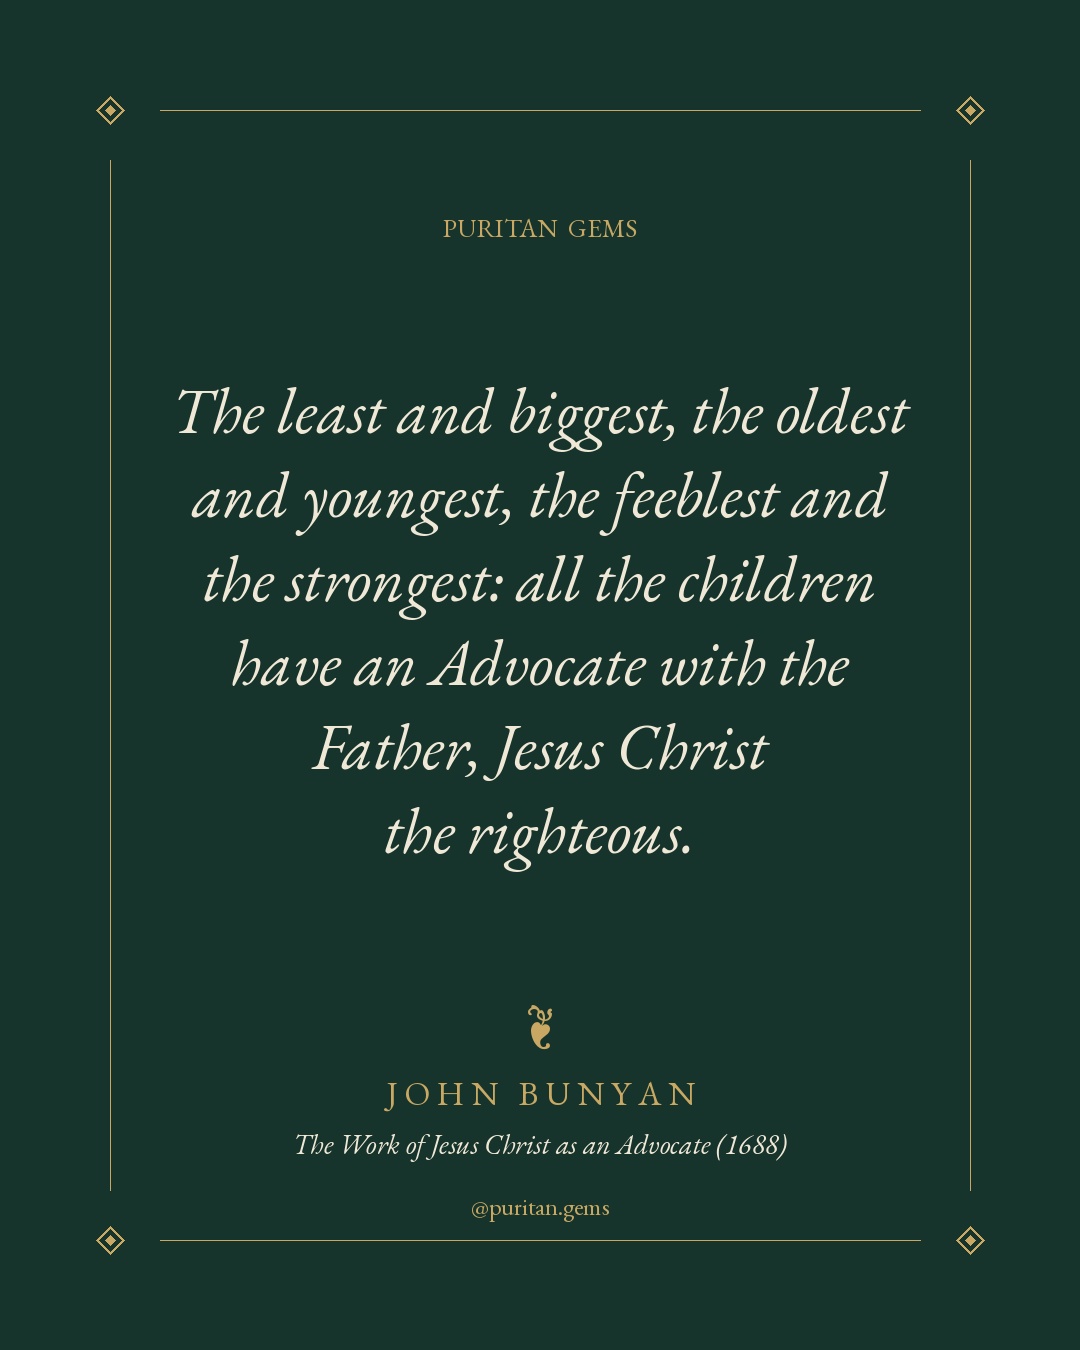 PURITAN GEMS
The least and biggest, the oldest
and youngest, the feeblest and
the strongest: all the children
have an Advocate with the
Father, Jesus Christ
the righteous.
JOHN BUNYAN
The Work of Jesus Christ as an Advocate (1688)
@puritan.gems